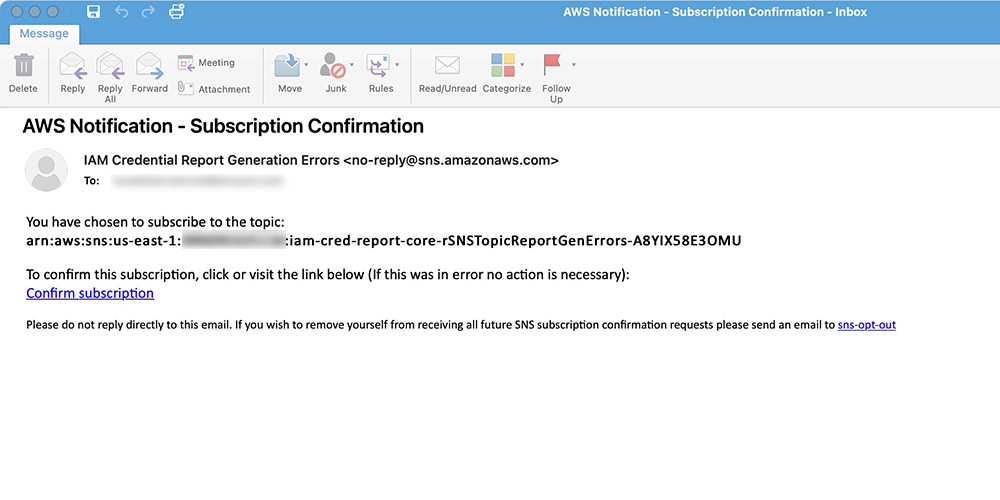 AWS Notification - Subscription Confirmation - Inbox
Message
Delete
Reply
Reply All
Forward
Meeting
Attachment
Move
Junk
Rules
Read/Unread
Categorize
Follow Up
AWS Notification - Subscription Confirmation
IAM Credential Report Generation Errors <no-reply@sns.amazonaws.com>
To:
You have chosen to subscribe to the topic:
arn:aws:sns:us-east-1: :iam-cred-report-core-rSNSTopicReportGenErrors-A8YIX58E3OMU
To confirm this subscription, click or visit the link below (If this was in error no action is necessary):
Confirm subscription
Please do not reply directly to this email. If you wish to remove yourself from receiving all future SNS subscription confirmation requests please send an email to sns-opt-out